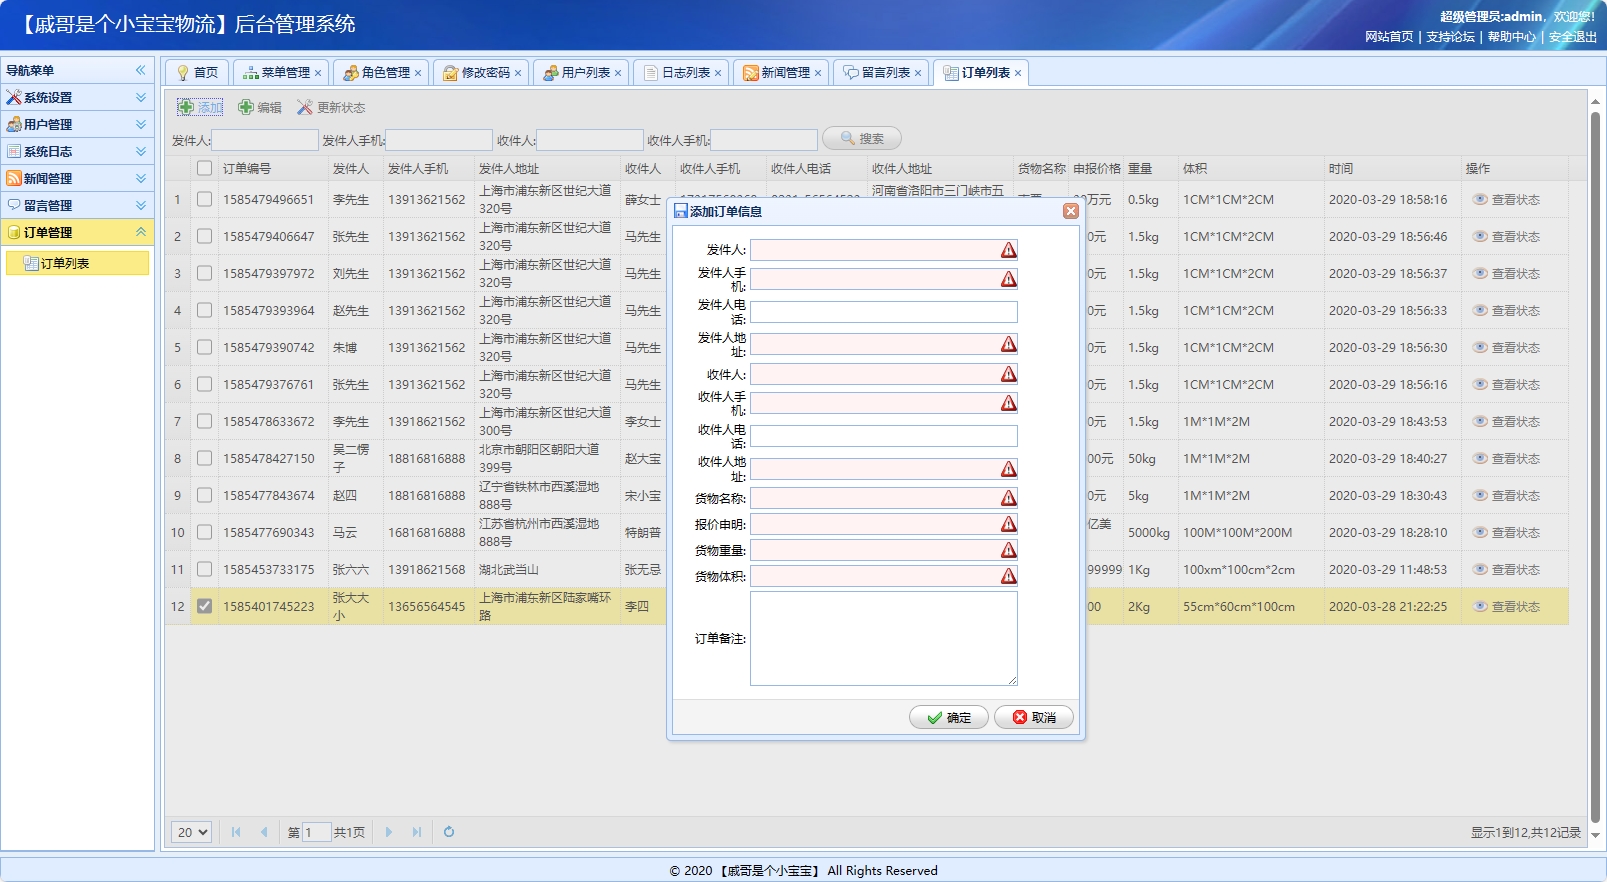 【戚哥是个小宝宝物流】后台管理系统
超级管理员:admin，欢迎您!
网站首页 | 支持论坛 | 帮助中心 | 安全退出
导航菜单
系统设置
用户管理
系统日志
新闻管理
留言管理
订单管理
订单列表
首页 菜单管理 角色管理 修改密码 用户列表 日志列表 新闻管理 留言列表 订单列表
添加 编辑 更新状态
发件人: 发件人手机: 收件人: 收件人手机: 搜索
订单编号 发件人 发件人手机 发件人地址 收件人 收件人手机 收件人电话 收件人地址 货物名称 申报价格 重量 体积 时间 操作
1 1585479496651 李先生 13913621562 上海市浦东新区世纪大道320号 薛女士 河南省洛阳市三门峡市五 万元 0.5kg 1CM*1CM*2CM 2020-03-29 18:58:16 查看状态
2 1585479406647 张先生 13913621562 上海市浦东新区世纪大道320号 马先生 0元 1.5kg 1CM*1CM*2CM 2020-03-29 18:56:46 查看状态
3 1585479397972 刘先生 13913621562 上海市浦东新区世纪大道320号 马先生 0元 1.5kg 1CM*1CM*2CM 2020-03-29 18:56:37 查看状态
4 1585479393964 赵先生 13913621562 上海市浦东新区世纪大道320号 马先生 0元 1.5kg 1CM*1CM*2CM 2020-03-29 18:56:33 查看状态
5 1585479390742 朱博 13913621562 上海市浦东新区世纪大道320号 马先生 0元 1.5kg 1CM*1CM*2CM 2020-03-29 18:56:30 查看状态
6 1585479376761 张先生 13913621562 上海市浦东新区世纪大道320号 马先生 0元 1.5kg 1CM*1CM*2CM 2020-03-29 18:56:16 查看状态
7 1585478633672 李先生 13913621562 上海市浦东新区世纪大道300号 李女士 0元 1.5kg 1M*1M*2M 2020-03-29 18:43:53 查看状态
8 1585478427150 吴二愣子 18816816888 北京市朝阳区朝阳大道399号 赵大宝 00元 50kg 1M*1M*2M 2020-03-29 18:40:27 查看状态
9 1585477843674 赵四 18816816888 辽宁省铁林市西溪湿地888号 宋小宝 0元 5kg 1M*1M*2M 2020-03-29 18:30:43 查看状态
10 1585477690343 马云 16816816888 江苏省杭州市西溪湿地888号 特朗普 亿美 5000kg 100M*100M*200M 2020-03-29 18:28:10 查看状态
11 1585453733175 张六六 13918621568 湖北武当山 张无忌 99999 1Kg 100xm*100cm*2cm 2020-03-29 11:48:53 查看状态
12 1585401745223 张大大小 13656564545 上海市浦东新区陆家嘴环路 李四 00 2Kg 55cm*60cm*100cm 2020-03-28 21:22:25 查看状态
添加订单信息
发件人:
发件人手机:
发件人电话:
发件人地址:
收件人:
收件人手机:
收件人电话:
收件人地址:
货物名称:
报价申明:
货物重量:
货物体积:
订单备注:
确定 取消
20 第 1 共1页 显示1到12,共12记录
© 2020 【戚哥是个小宝宝】 All Rights Reserved